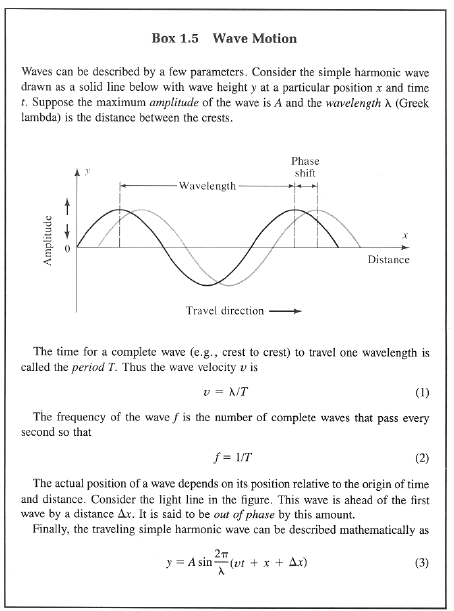 Box 1.5 Wave Motion
Waves can be described by a few parameters. Consider the simple harmonic wave
drawn as a solid line below with wave height y at a particular position x and time
t. Suppose the maximum amplitude of the wave is A and the wavelength λ (Greek
lambda) is the distance between the crests.
Phase
shift
y
Wavelength
Amplitude
0
x
Distance
Travel direction
The time for a complete wave (e.g., crest to crest) to travel one wavelength is
called the period T. Thus the wave velocity υ is
υ = λ/T (1)
The frequency of the wave f is the number of complete waves that pass every
second so that
f = 1/T (2)
The actual position of a wave depends on its position relative to the origin of time
and distance. Consider the light line in the figure. This wave is ahead of the first
wave by a distance Δx. It is said to be out of phase by this amount.
Finally, the traveling simple harmonic wave can be described mathematically as
y = A sin 2π/λ (υt + x + Δx) (3)